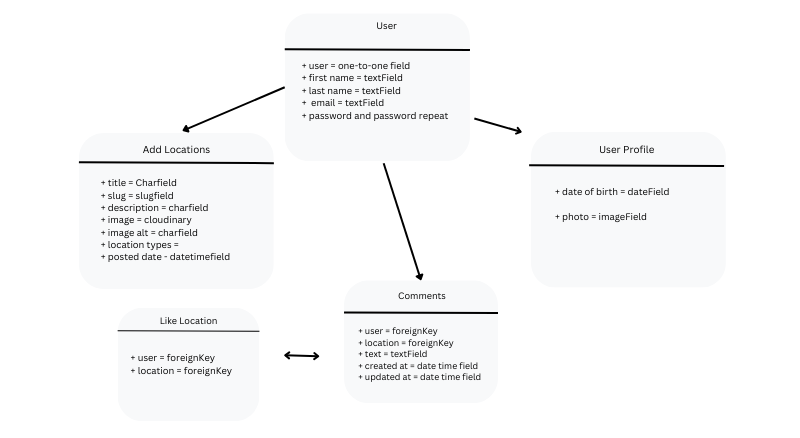 User
+ user = one-to-one field
+ first name = textField
+ last name = textField
+ email = textField
+ password and password repeat
Add Locations
+ title = Charfield
+ slug = slugfield
+ description = charfield
+ image = cloudinary
+ image alt = charfield
+ location types =
+ posted date - datetimefield
User Profile
+ date of birth = dateField
+ photo = imageField
Like Location
+ user = foreignKey
+ location = foreignKey
Comments
+ user = foreignKey
+ location = foreignKey
+ text = textField
+ created at = date time field
+ updated at = date time field